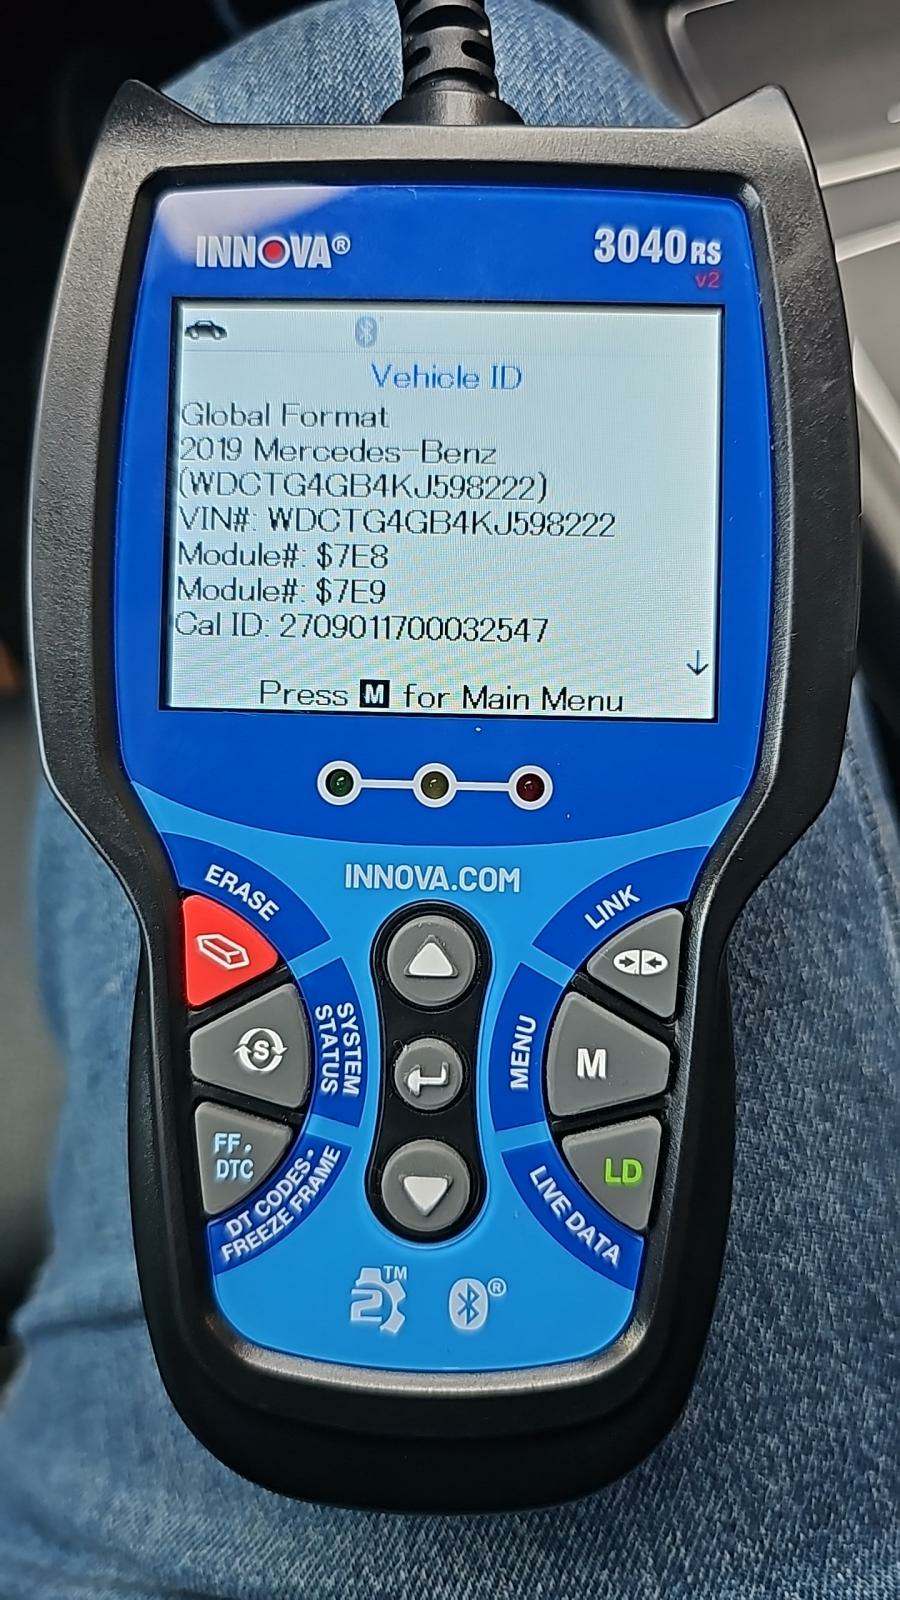 INNOVA®
3040RS
v2
Vehicle ID
Global Format
2019 Mercedes-Benz
(WDCTG4GB4KJ598222)
VIN#: WDCTG4GB4KJ598222
Module#: $7E8
Module#: $7E9
Cal ID: 2709011700032547
Press M for Main Menu
INNOVA.COM
ERASE
LINK
S
SYSTEM
STATUS
MENU
M
FF.
DTC
LD
DT CODES·
FREEZE FRAME
LIVE DATA
2™
®